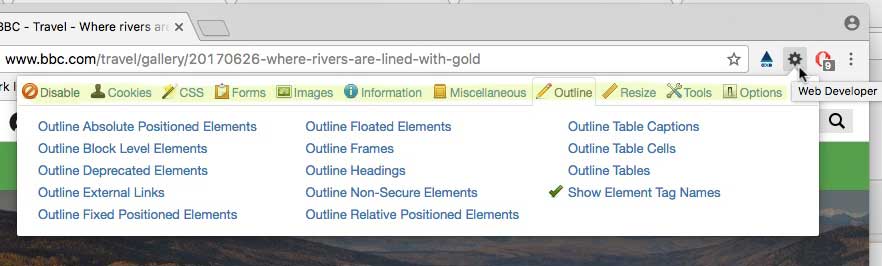 BBC - Travel - Where rivers are
www.bbc.com/travel/gallery/20170626-where-rivers-are-lined-with-gold
9
Disable Cookies CSS Forms Images Information Miscellaneous Outline Resize Tools Options
Web Developer
Outline Absolute Positioned Elements Outline Floated Elements Outline Table Captions
Outline Block Level Elements Outline Frames Outline Table Cells
Outline Deprecated Elements Outline Headings Outline Tables
Outline External Links Outline Non-Secure Elements Show Element Tag Names
Outline Fixed Positioned Elements Outline Relative Positioned Elements